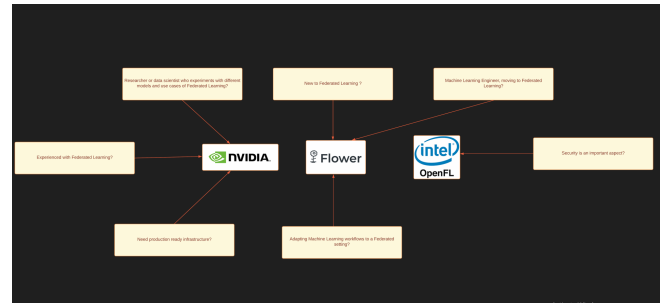 Researcher or data scientist who experiments with different
models and use cases of Federated Learning?
New to Federated Learning ?
Machine Learning Engineer, moving to Federated
Learning?
Experienced with Federated Learning?
NVIDIA.
Flower
intel
OpenFL
Security is an important aspect?
Need production ready infrastructure?
Adapting Machine Learning workflows to a Federated
setting?